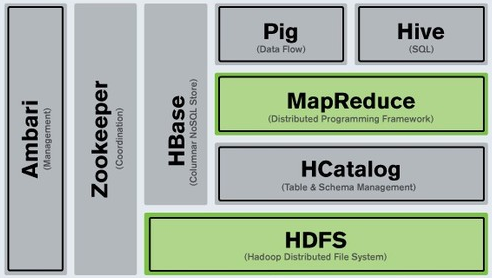 Ambari
(Management)
Zookeeper
(Coordination)
HBase
(Columnar NoSQL Store)
Pig
(Data Flow)
Hive
(SQL)
MapReduce
(Distributed Programming Framework)
HCatalog
(Table & Schema Management)
HDFS
(Hadoop Distributed File System)